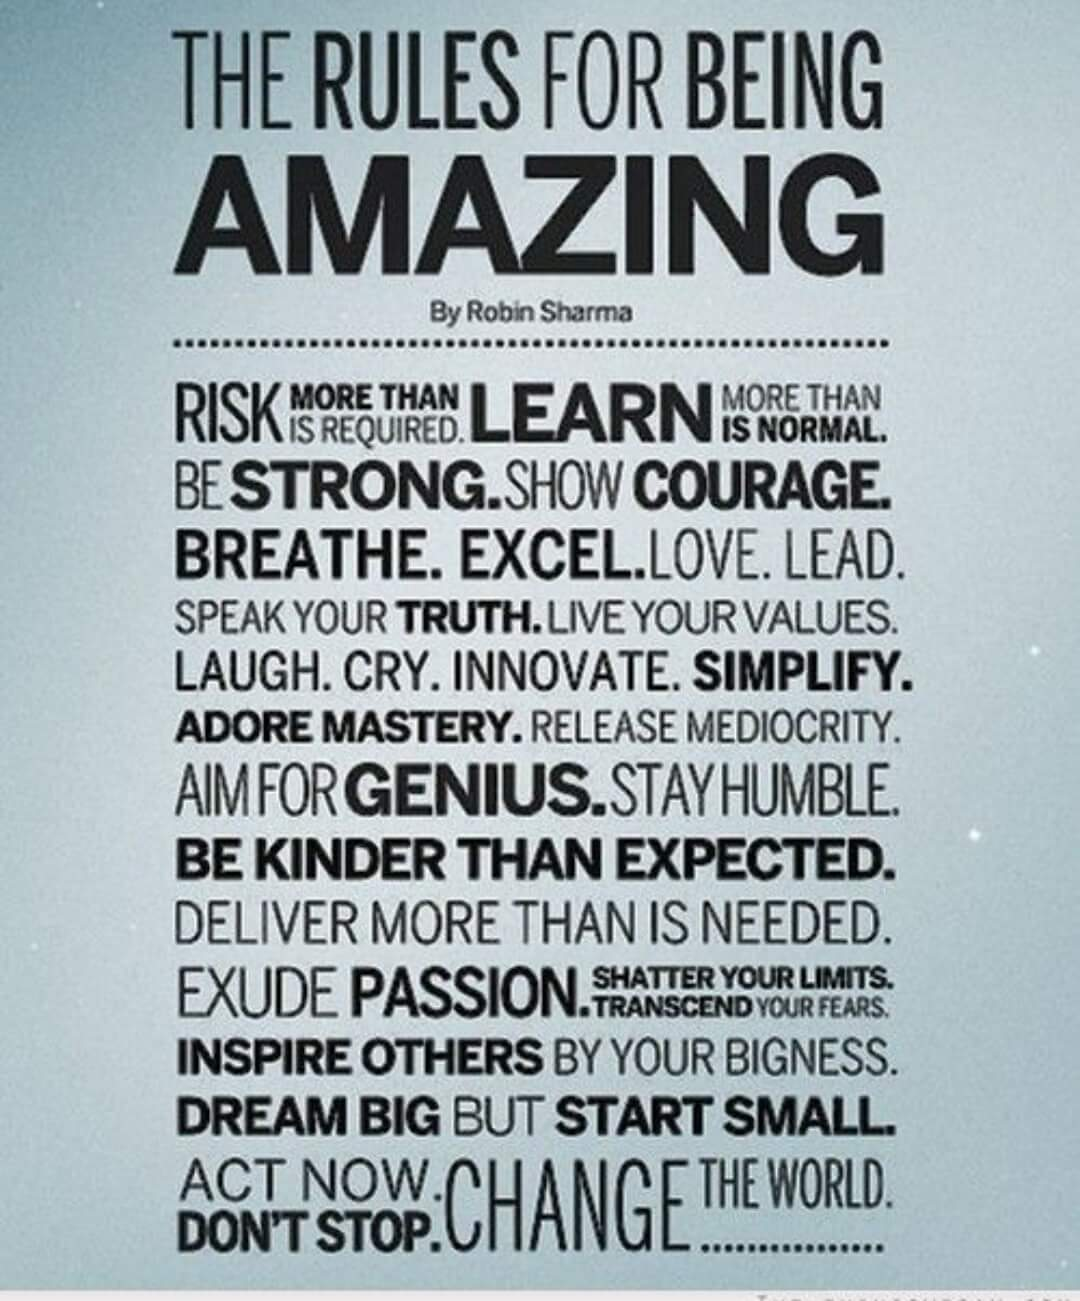 THE RULES FOR BEING
AMAZING
By Robin Sharma
RISK MORE THAN IS REQUIRED. LEARN MORE THAN IS NORMAL.
BE STRONG. SHOW COURAGE.
BREATHE. EXCEL. LOVE. LEAD.
SPEAK YOUR TRUTH. LIVE YOUR VALUES.
LAUGH. CRY. INNOVATE. SIMPLIFY.
ADORE MASTERY. RELEASE MEDIOCRITY.
AIM FOR GENIUS. STAY HUMBLE.
BE KINDER THAN EXPECTED.
DELIVER MORE THAN IS NEEDED.
EXUDE PASSION. SHATTER YOUR LIMITS. TRANSCEND YOUR FEARS.
INSPIRE OTHERS BY YOUR BIGNESS.
DREAM BIG BUT START SMALL.
ACT NOW. DON'T STOP. CHANGE THE WORLD.